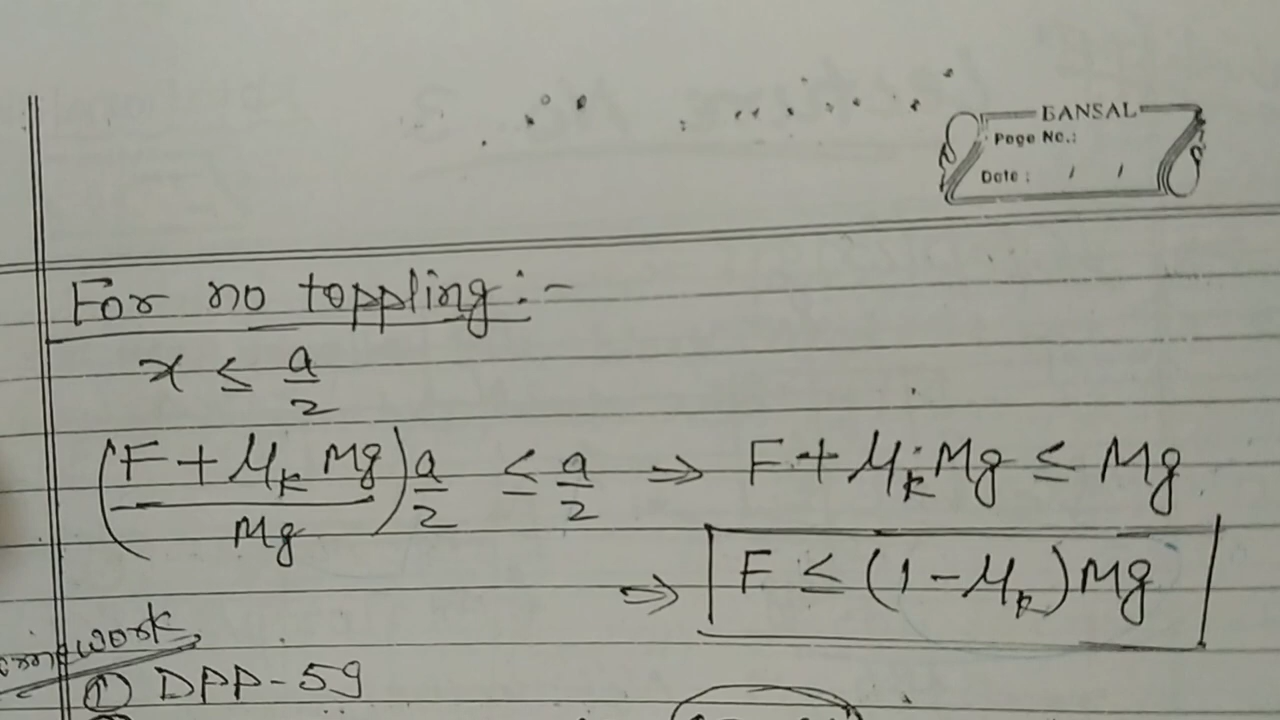 BANSAL
Page No.:
Date : / /
For no toppling :-
x ≤ a/2
((F + μk Mg)/Mg) a/2 ≤ a/2 ⇒ F + μk Mg ≤ Mg
⇒ F ≤ (1 - μk) Mg
work
① DPP-59